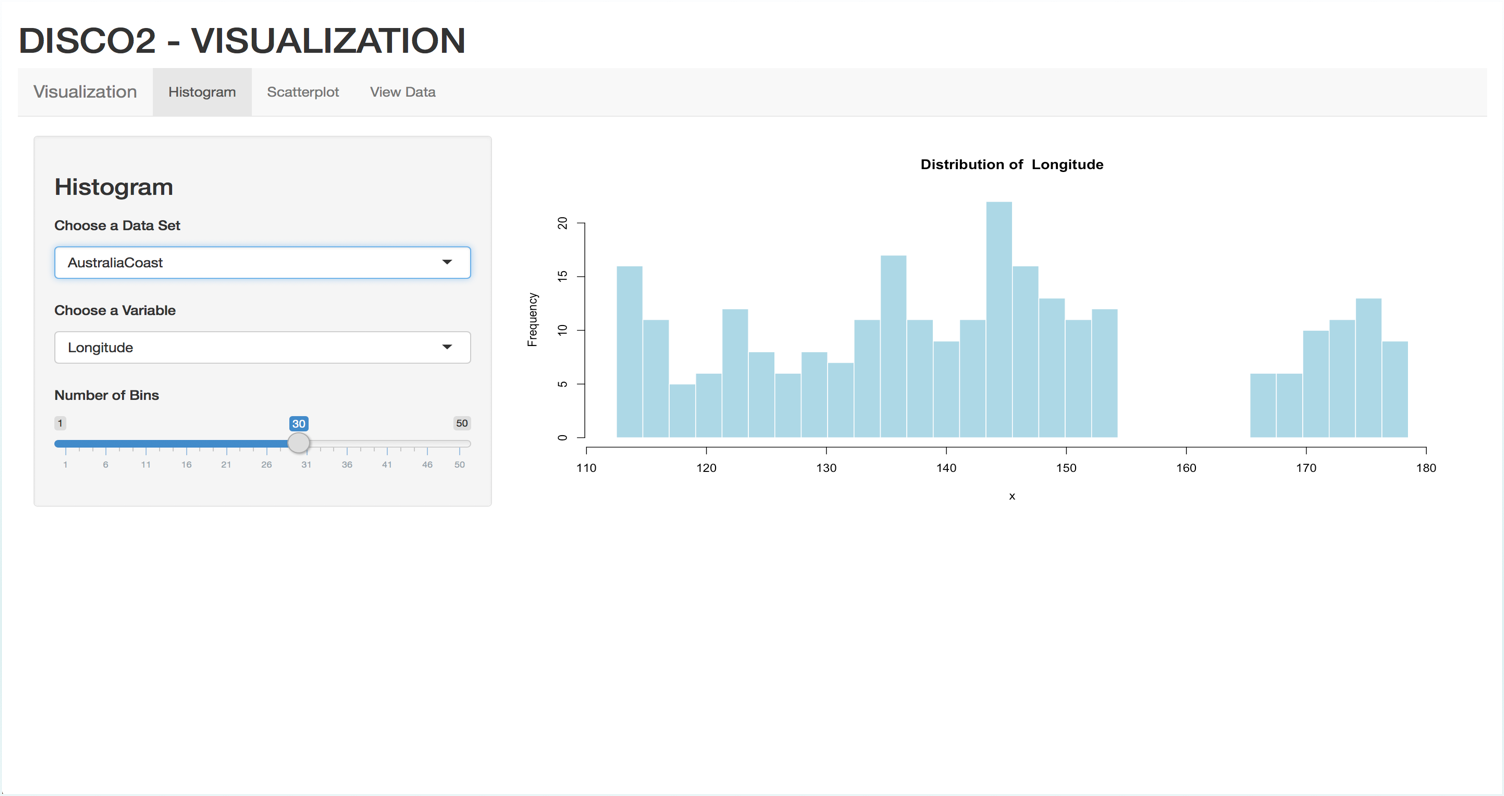 DISCO2 - VISUALIZATION
Visualization Histogram Scatterplot View Data
Histogram
Choose a Data Set
AustraliaCoast
Choose a Variable
Longitude
Number of Bins
1 30 50
1 6 11 16 21 26 31 36 41 46 50
Distribution of Longitude
Frequency
20
15
10
5
0
110 120 130 140 150 160 170 180
x